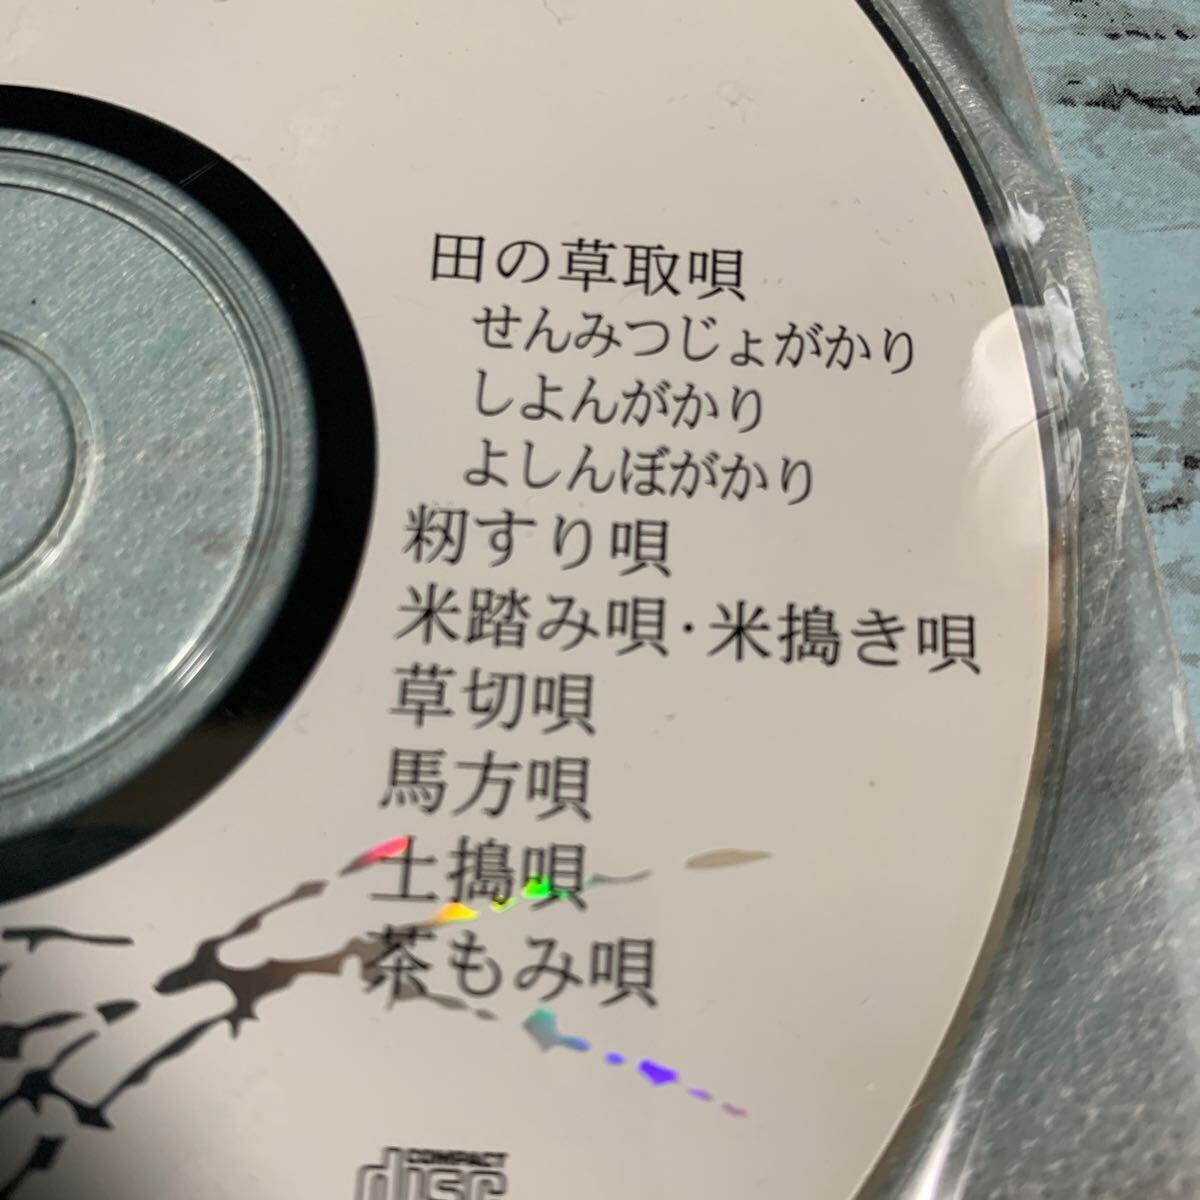 田の草取唄
せんみつじょがかり
しよんがかり
よしんぼがかり
籾すり唄
米踏み唄・米搗き唄
草切唄
馬方唄
土搗唄
茶もみ唄
COMPACT
disc